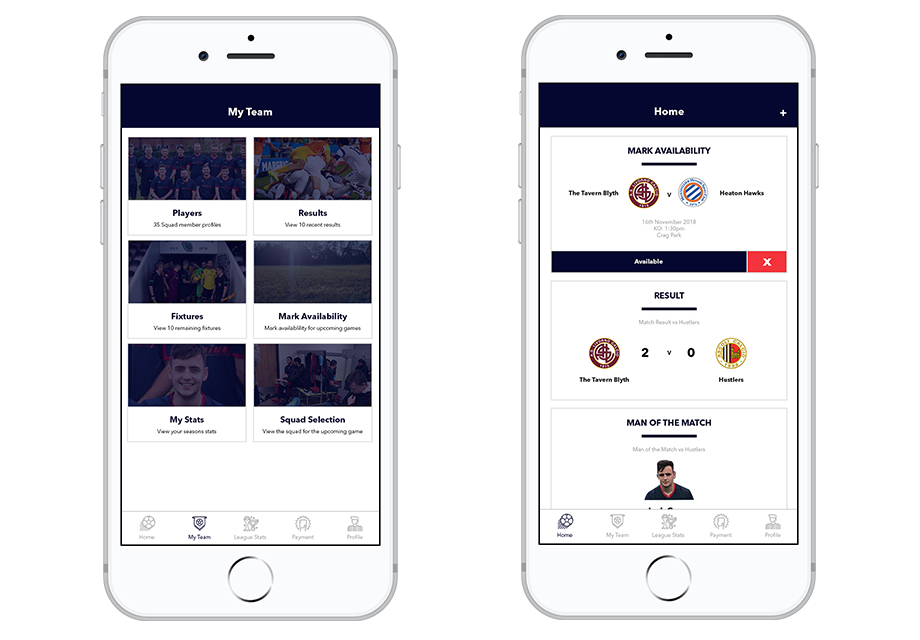 My Team
Players
35 Squad member profiles
Results
View 10 recent results
Fixtures
View 10 remaining fixtures
Mark Availability
Mark availablility for upcoming games
My Stats
View your seasons stats
Squad Selection
View the squad for the upcoming game
Home
My Team
League Stats
Payment
Profile
Home
+
MARK AVAILABILITY
The Tavern Blyth
v
Heaton Hawks
16th November 2018
KO: 1:30pm
Crag Park
Available
X
RESULT
Match Result vs Hustlers
2 v 0
The Tavern Blyth
Hustlers
MAN OF THE MATCH
Man of the Match vs Hustlers
Home
My Team
League Stats
Payment
Profile